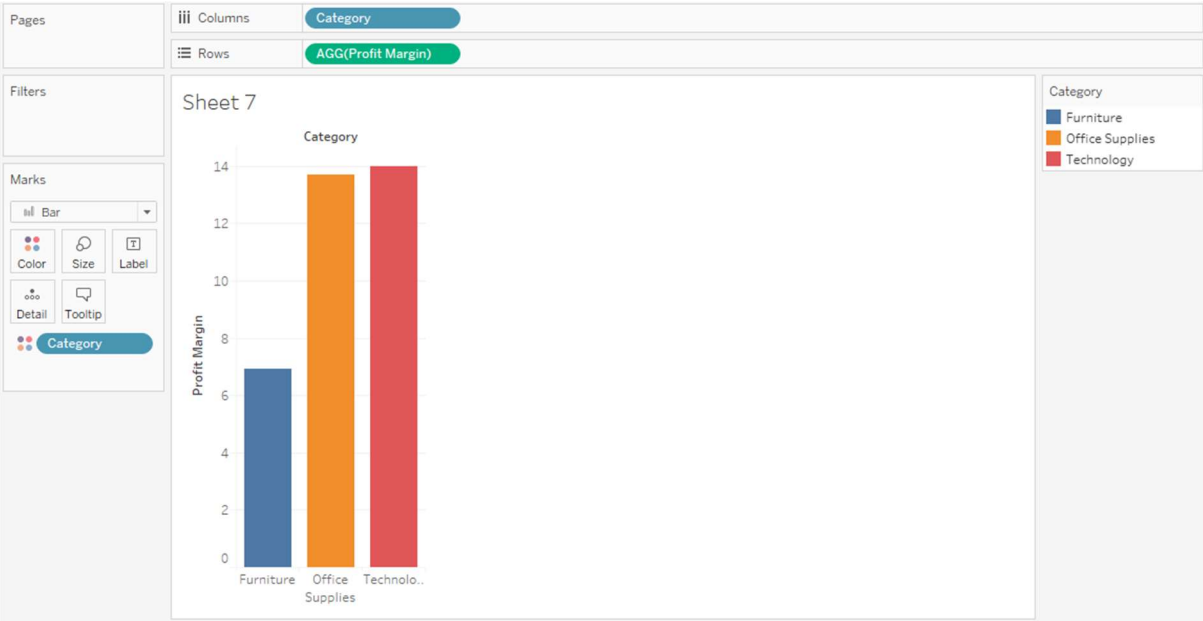 Pages
Columns
Category
Rows
AGG(Profit Margin)
Filters
Marks
Bar
Color
Size
Label
Detail
Tooltip
Category
Sheet 7
Category
Profit Margin
14
12
10
8
6
4
2
0
Furniture
Office
Supplies
Technolo..
Category
Furniture
Office Supplies
Technology